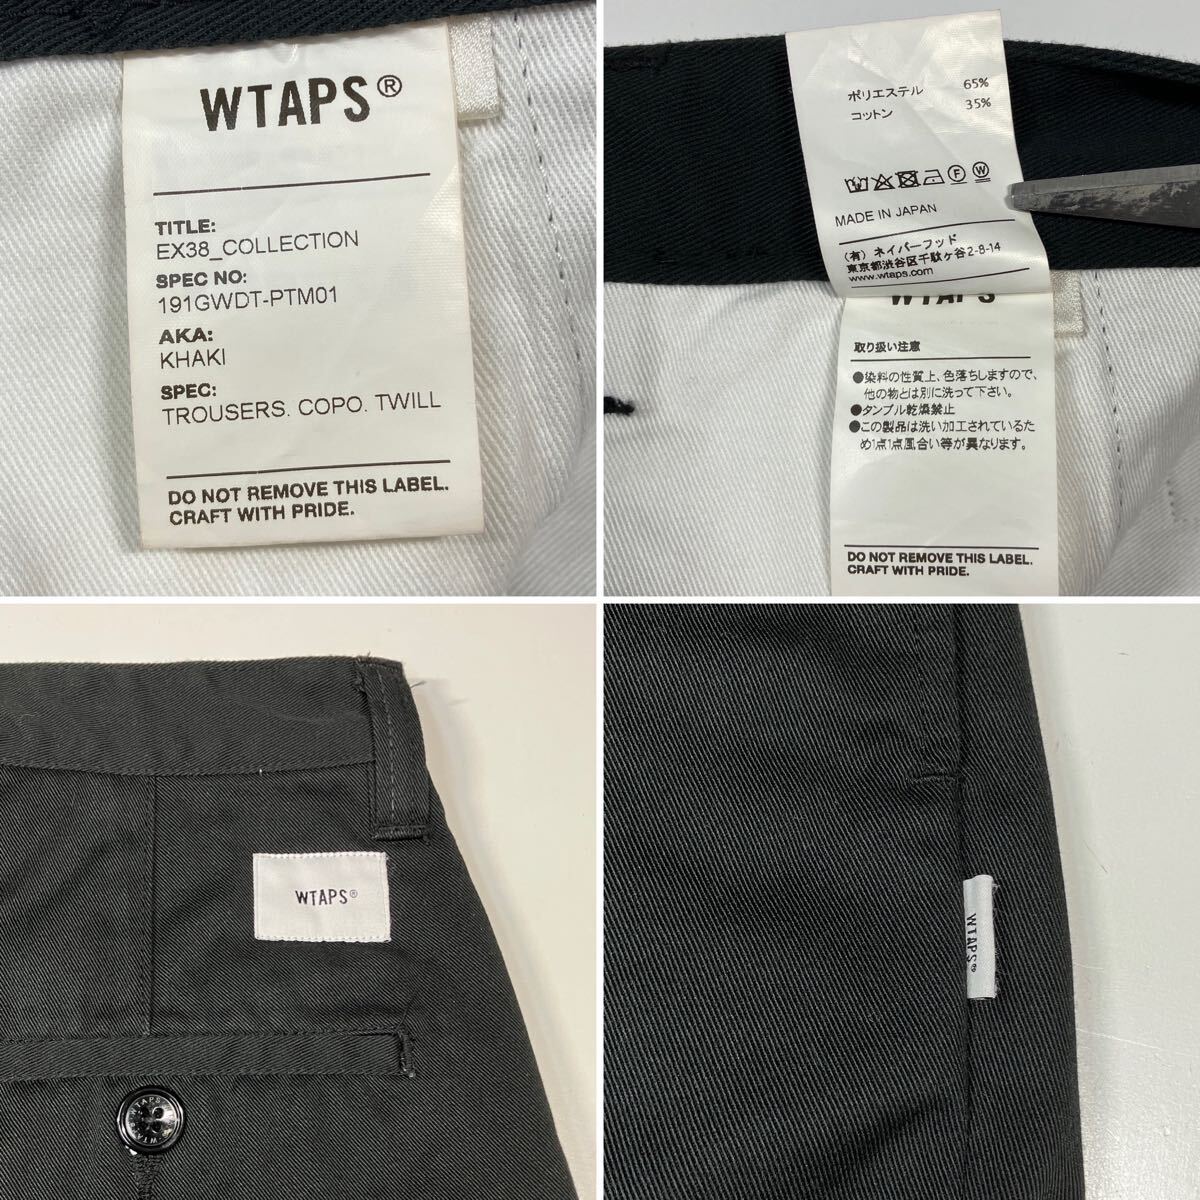 WTAPS®
TITLE:
EX38_COLLECTION
SPEC NO:
191GWDT-PTM01
AKA:
KHAKI
SPEC:
TROUSERS. COPO. TWILL
DO NOT REMOVE THIS LABEL.
CRAFT WITH PRIDE.
ポリエステル 65%
コットン 35%
F W
MADE IN JAPAN
(有) ネイバーフッド
東京都渋谷区千駄ヶ谷2-8-14
www.wtaps.com
WTAPS
取り扱い注意
●染料の性質上、色落ちしますので、
他の物とは別に洗って下さい。
●タンブル乾燥禁止
●この製品は洗い加工されているた
め1点1点風合い等が異なります。
DO NOT REMOVE THIS LABEL.
CRAFT WITH PRIDE.
WTAPS®
WTAPS
WTAPS®